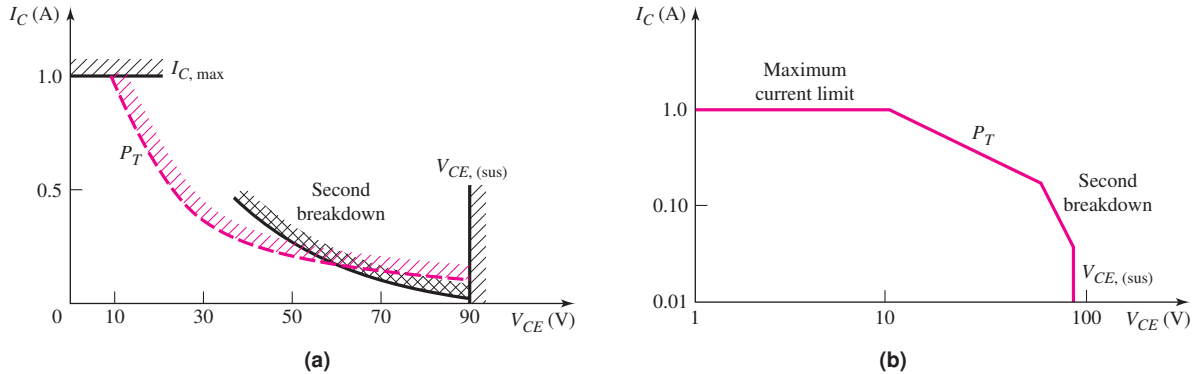 I_C (A)
1.0
I_C, max
P_T
0.5
Second
breakdown
V_CE, (sus)
0
10
30
50
70
90
V_CE (V)
(a)
I_C (A)
Maximum
current limit
1.0
P_T
Second
breakdown
0.10
V_CE, (sus)
0.01
1
10
100
V_CE (V)
(b)